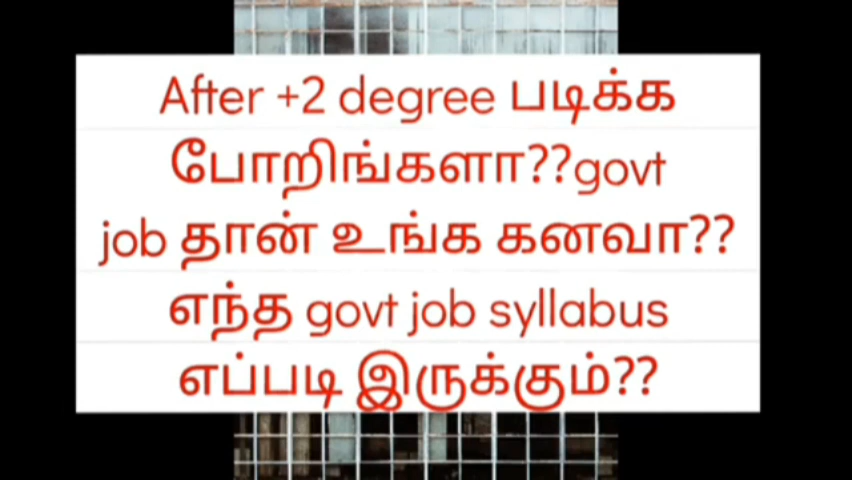 After +2 degree படிக்க
போறிங்களா??govt
job தான் உங்க கனவா??
எந்த govt job syllabus
எப்படி இருக்கும்??